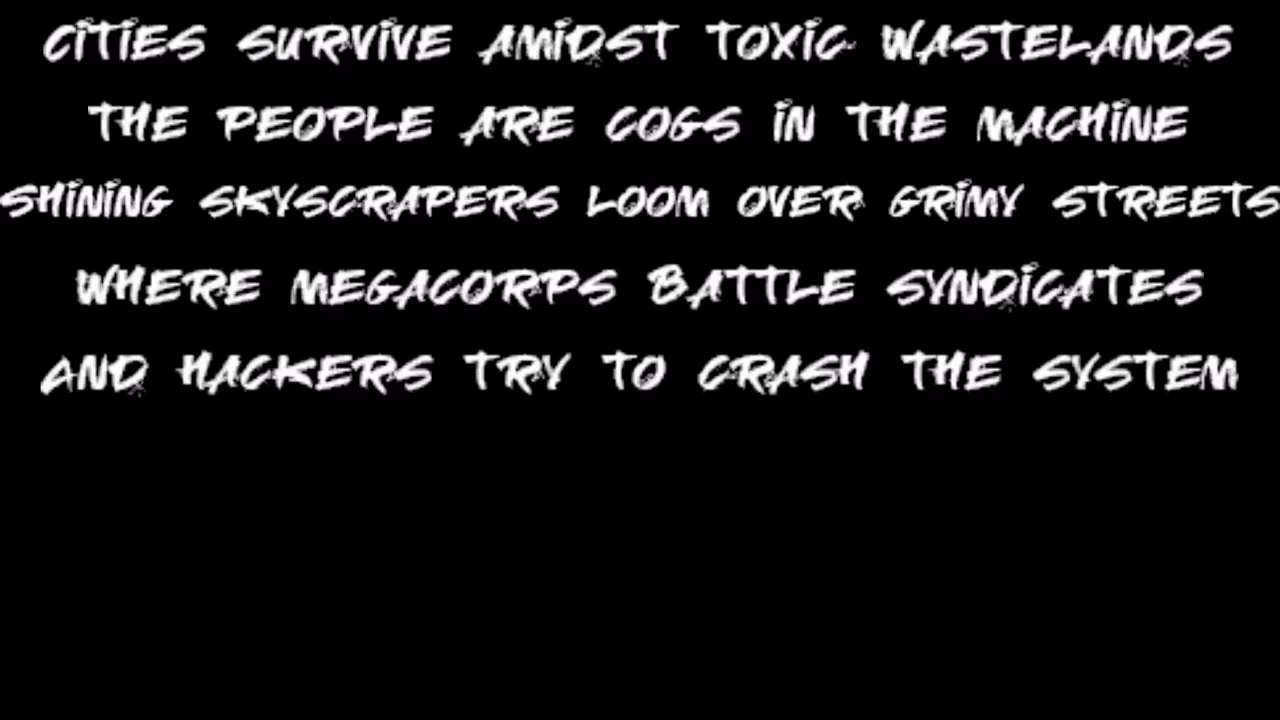 CITIES SURVIVE AMIDST TOXIC WASTELANDS
THE PEOPLE ARE COGS IN THE MACHINE
SHINING SKYSCRAPERS LOOM OVER GRIMY STREETS
WHERE MEGACORPS BATTLE SYNDICATES
AND HACKERS TRY TO CRASH THE SYSTEM